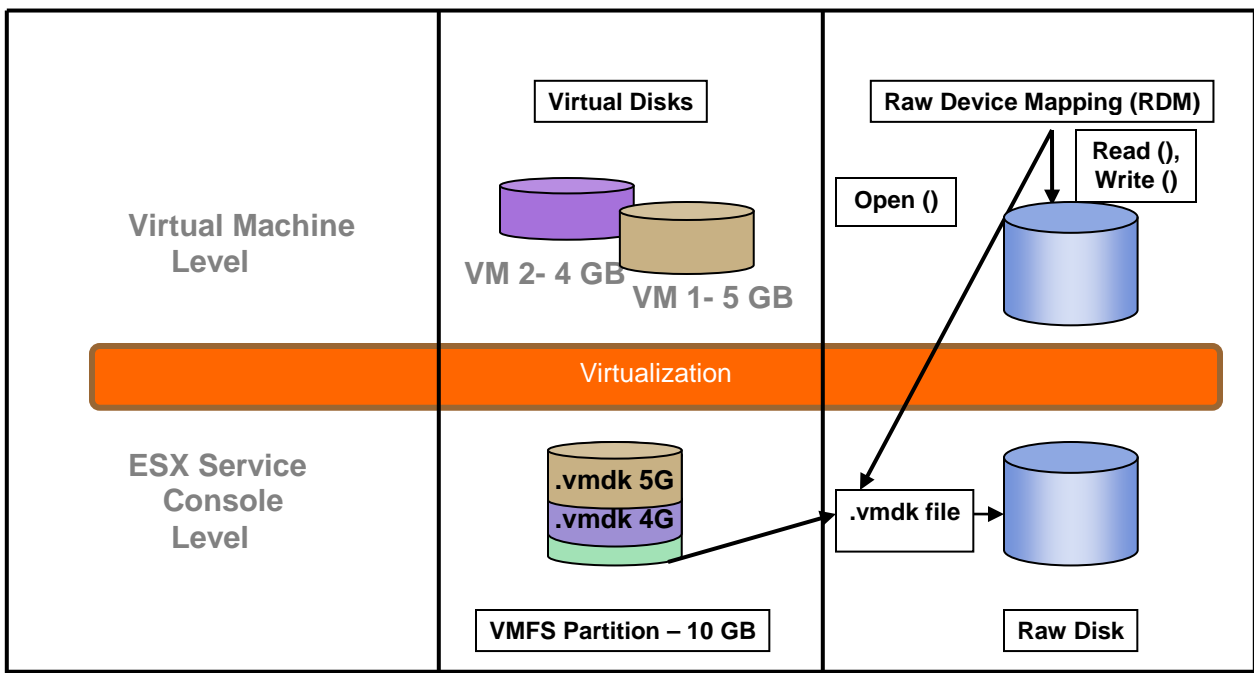 Virtual Disks
Raw Device Mapping (RDM)
Read (),
Write ()
Open ()
Virtual Machine
Level
VM 2- 4 GB
VM 1- 5 GB
Virtualization
ESX Service
Console
Level
.vmdk 5G
.vmdk 4G
.vmdk file
VMFS Partition – 10 GB
Raw Disk